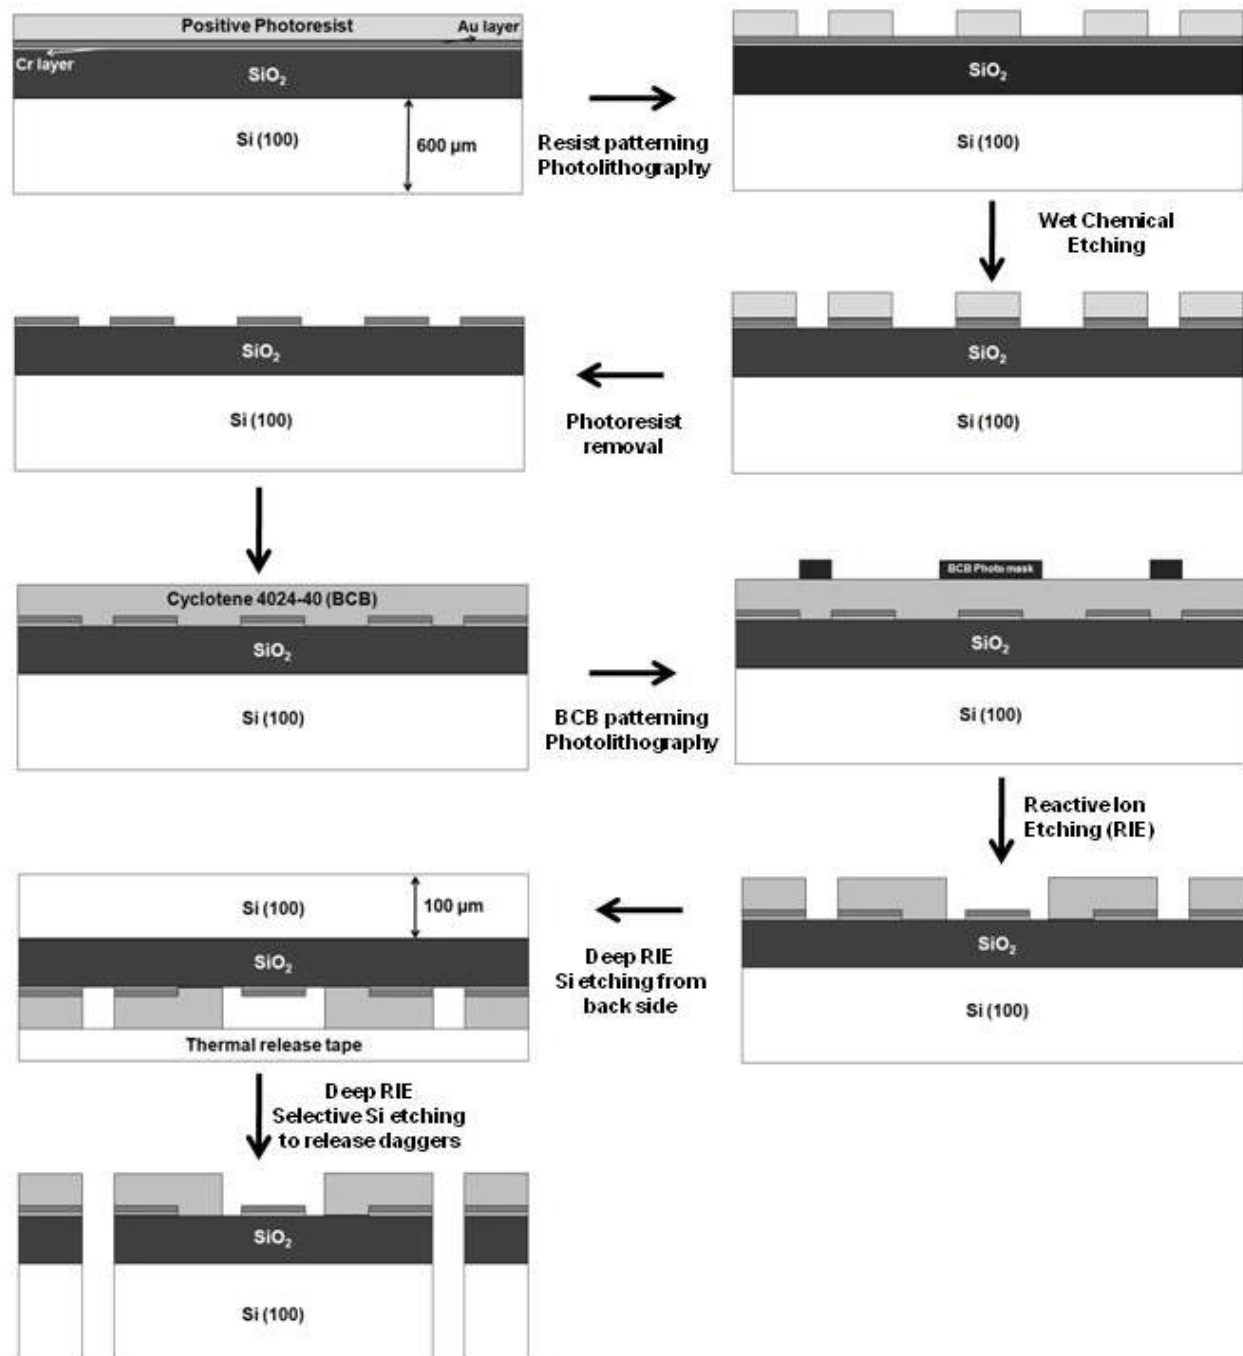 Positive Photoresist
Au layer
Cr layer
SiO2
Si (100)
600 µm
Resist patterning
Photolithography
SiO2
Si (100)
Wet Chemical
Etching
SiO2
Si (100)
Photoresist
removal
SiO2
Si (100)
Cyclotene 4024-40 (BCB)
SiO2
Si (100)
BCB patterning
Photolithography
BCB Photo mask
SiO2
Si (100)
Reactive Ion
Etching (RIE)
SiO2
Si (100)
Deep RIE
Si etching from
back side
Si (100)
100 µm
SiO2
Thermal release tape
Deep RIE
Selective Si etching
to release daggers
SiO2
Si (100)